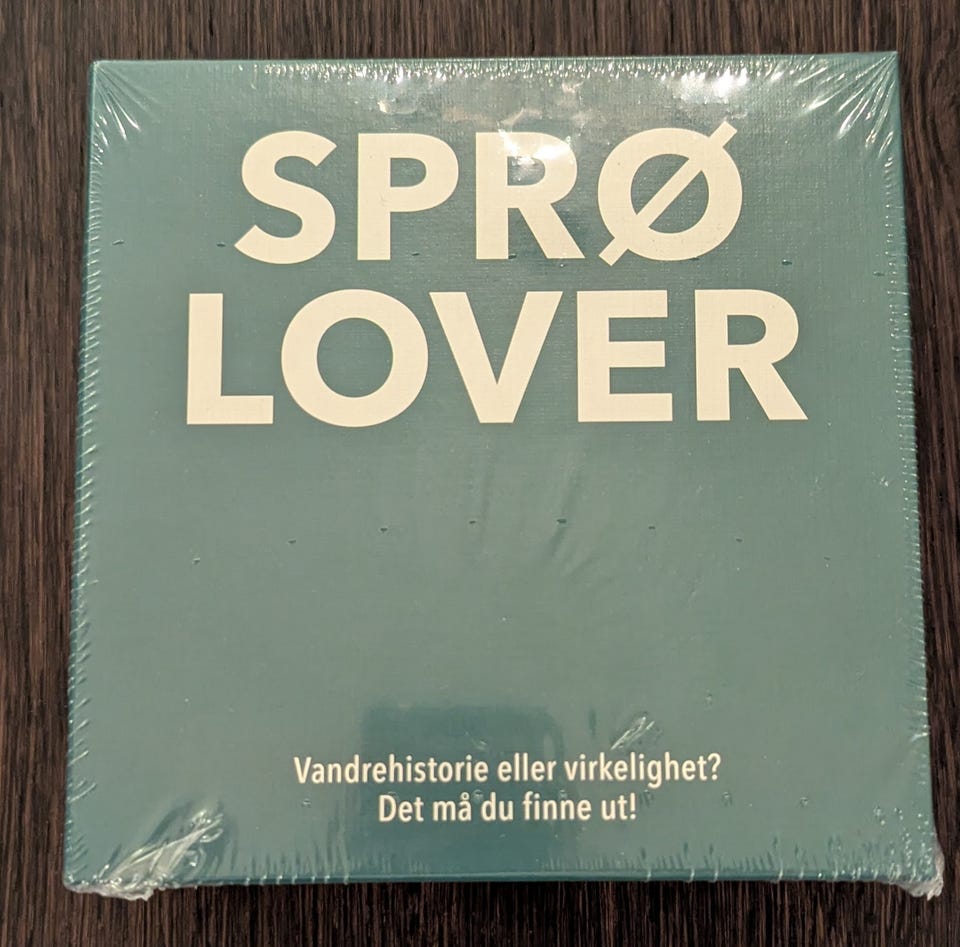 SPRØ
LOVER
Vandrehistorie eller virkelighet?
Det må du finne ut!